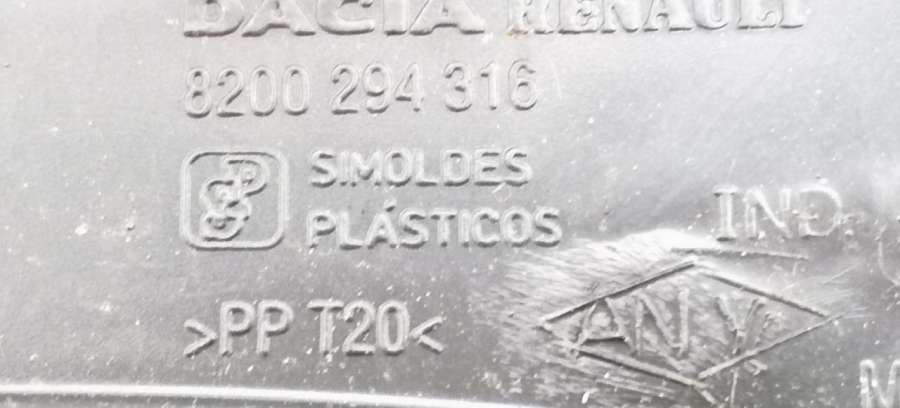 DACIA RENAULT
8200 294 316
SIMOLDES
PLÁSTICOS
IND.
>PP T20<